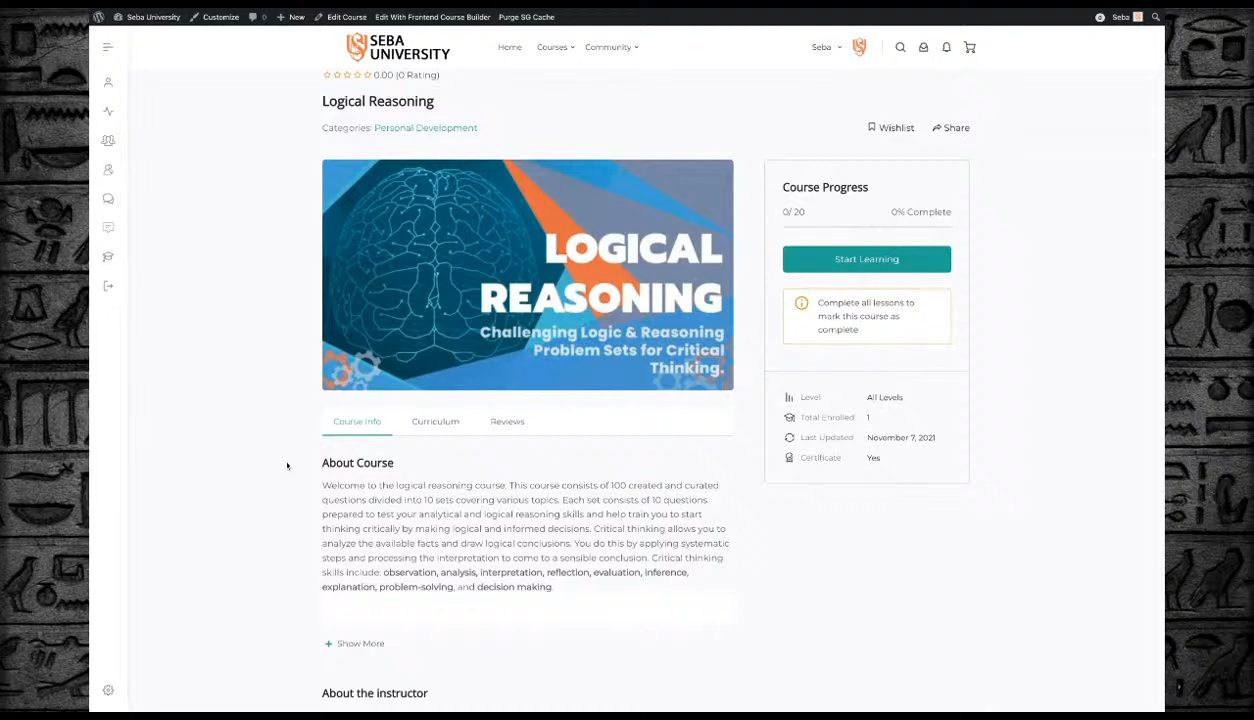 Seba University Customize 0 New Edit Course Edit With Frontend Course Builder Purge SG Cache 0 Seba
SEBA
UNIVERSITY
Home Courses Community Seba
0.00 (0 Rating)
Logical Reasoning
Categories: Personal Development
Wishlist Share
LOGICAL
REASONING
Challenging Logic & Reasoning
Problem Sets for Critical
Thinking.
Course Progress
0/ 20 0% Complete
Start Learning
Complete all lessons to
mark this course as
complete
Level All Levels
Total Enrolled 1
Last Updated November 7, 2021
Certificate Yes
Course Info Curriculum Reviews
About Course
Welcome to the logical reasoning course. This course consists of 100 created and curated
questions divided into 10 sets covering various topics. Each set consists of 10 questions
prepared to test your analytical and logical reasoning skills and help train you to start
thinking critically by making logical and informed decisions. Critical thinking allows you to
analyze the available facts and draw logical conclusions. You do this by applying systematic
steps and processing the interpretation to come to a sensible conclusion. Critical thinking
skills include: observation, analysis, interpretation, reflection, evaluation, inference,
explanation, problem-solving, and decision making.
+ Show More
About the instructor